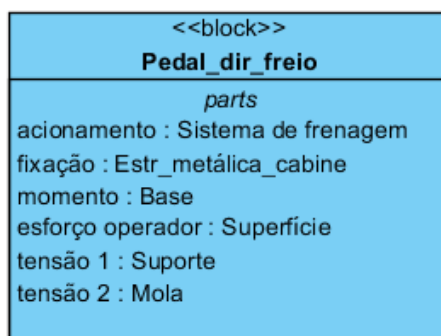 <<block>>
Pedal_dir_freio
parts
acionamento : Sistema de frenagem
fixação : Estr_metálica_cabine
momento : Base
esforço operador : Superfície
tensão 1 : Suporte
tensão 2 : Mola